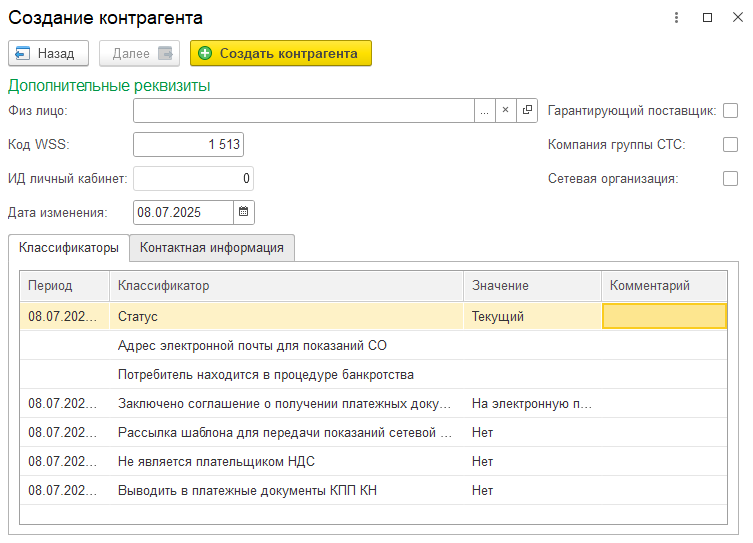 Создание контрагента
Назад Далее Создать контрагента
Дополнительные реквизиты
Физ лицо: ... × Гарантирующий поставщик:
Код WSS: 1 513 Компания группы СТС:
ИД личный кабинет: 0 Сетевая организация:
Дата изменения: 08.07.2025
Классификаторы Контактная информация
Период Классификатор Значение Комментарий
08.07.202... Статус Текущий
Адрес электронной почты для показаний СО
Потребитель находится в процедуре банкротства
08.07.202... Заключено соглашение о получении платежных доку... На электронную п...
08.07.202... Рассылка шаблона для передачи показаний сетевой ... Нет
08.07.202... Не является плательщиком НДС Нет
08.07.202... Выводить в платежные документы КПП КН Нет